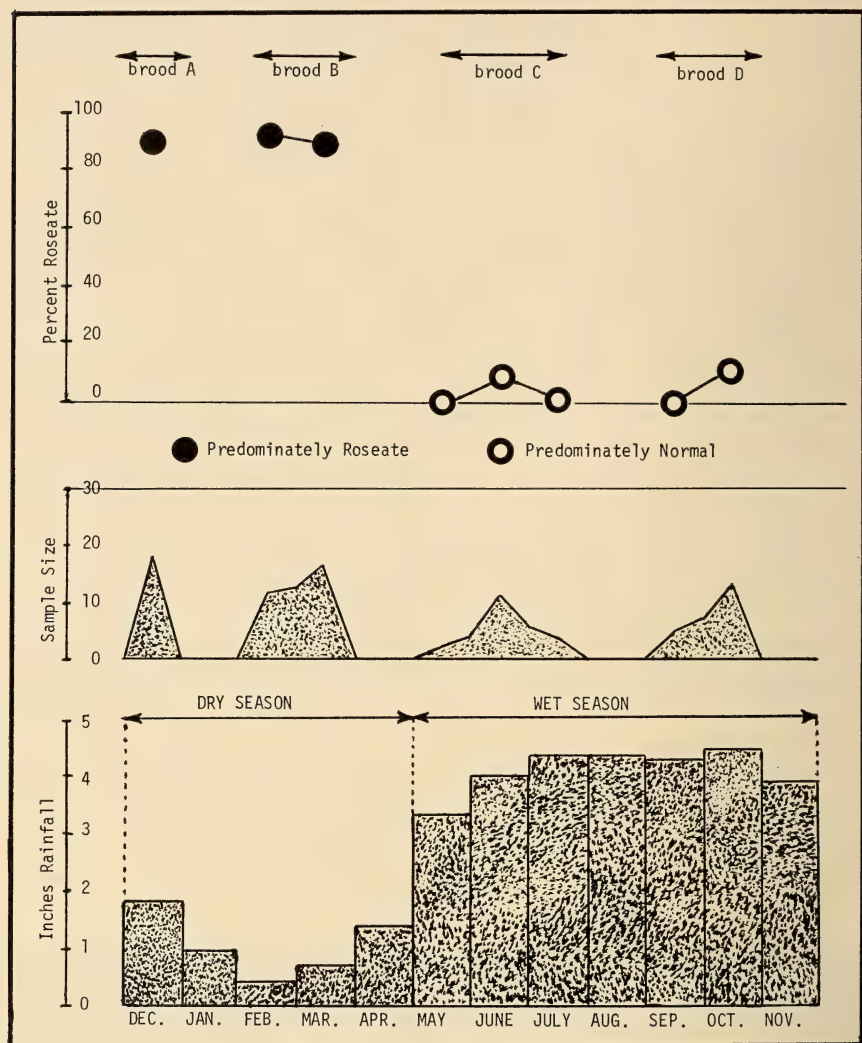 brood A brood B brood C brood D
Percent Roseate
100
80
60
40
20
0
Predominately Roseate Predominately Normal
Sample Size
30
20
10
0
DRY SEASON WET SEASON
Inches Rainfall
5
4
3
2
1
0
DEC. JAN. FEB. MAR. APR. MAY JUNE JULY AUG. SEP. OCT. NOV.